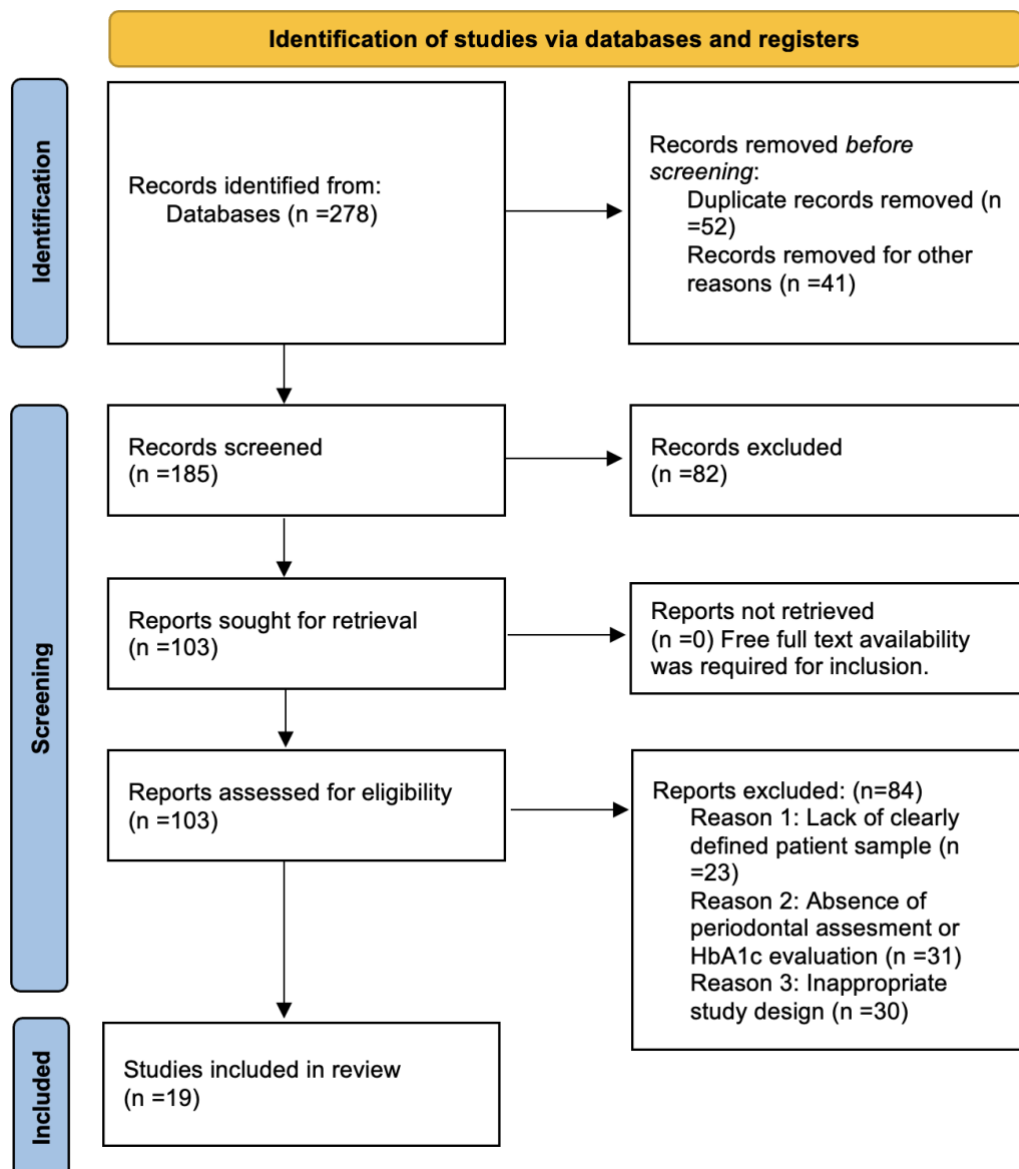 Identification of studies via databases and registers
Identification
Records identified from:
Databases (n =278)
Records removed before
screening:
Duplicate records removed (n
=52)
Records removed for other
reasons (n =41)
Screening
Records screened
(n =185)
Records excluded
(n =82)
Reports sought for retrieval
(n =103)
Reports not retrieved
(n =0) Free full text availability
was required for inclusion.
Reports assessed for eligibility
(n =103)
Reports excluded: (n=84)
Reason 1: Lack of clearly
defined patient sample (n
=23)
Reason 2: Absence of
periodontal assesment or
HbA1c evaluation (n =31)
Reason 3: Inappropriate
study design (n =30)
Included
Studies included in review
(n =19)